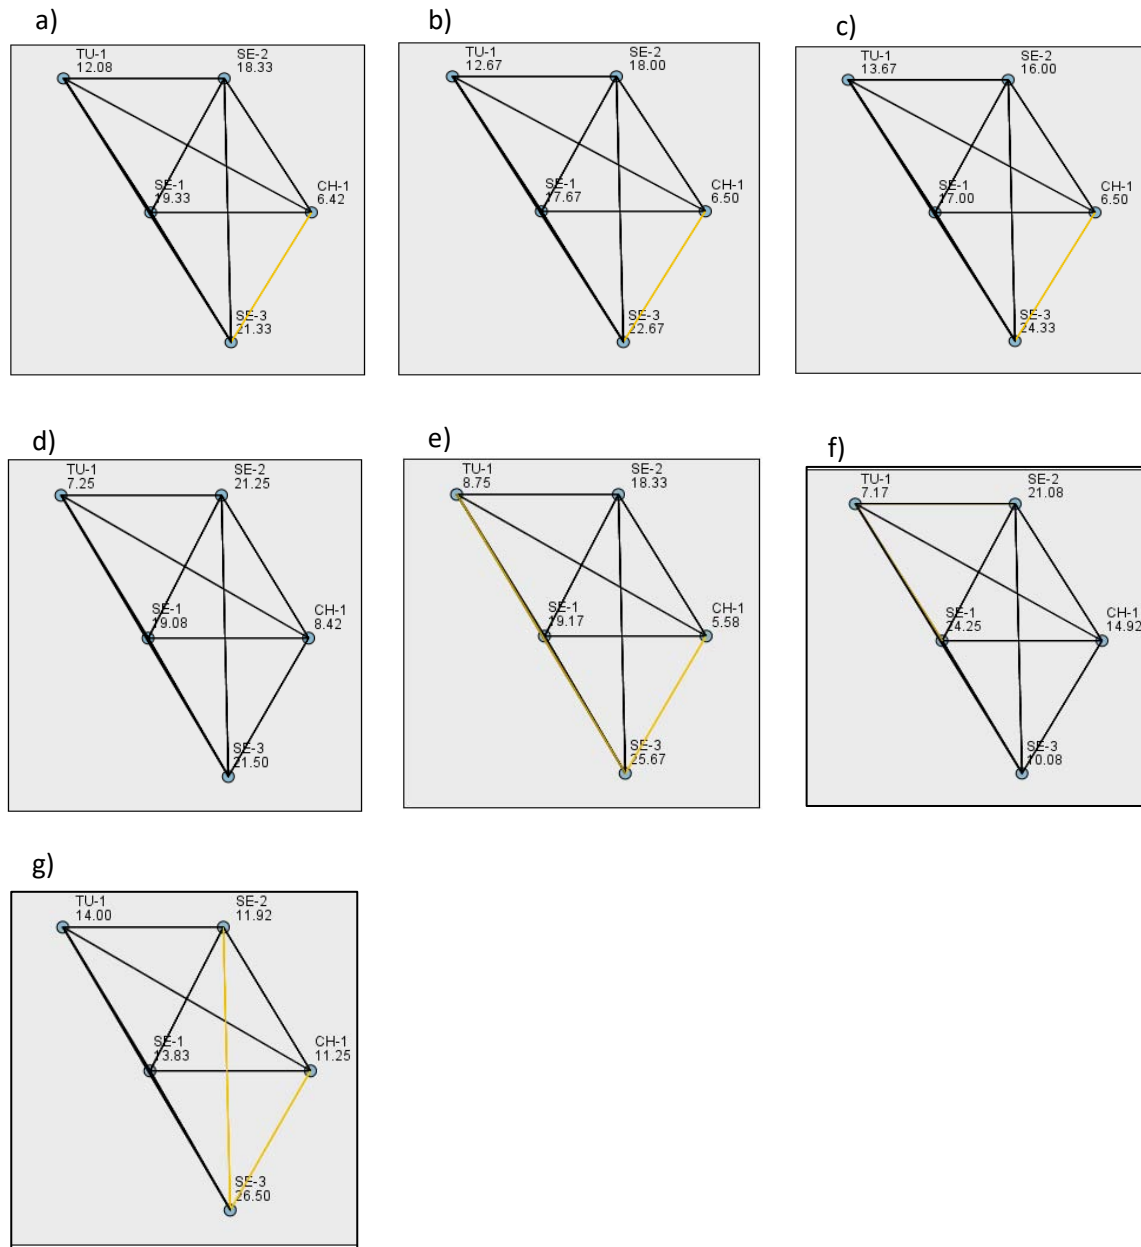 a)
TU-1
12.08
SE-2
18.33
SE-1
19.33
CH-1
6.42
SE-3
21.33
b)
TU-1
12.67
SE-2
18.00
SE-1
17.67
CH-1
6.50
SE-3
22.67
c)
TU-1
13.67
SE-2
16.00
SE-1
17.00
CH-1
6.50
SE-3
24.33
d)
TU-1
7.25
SE-2
21.25
SE-1
19.08
CH-1
8.42
SE-3
21.50
e)
TU-1
8.75
SE-2
18.33
SE-1
19.17
CH-1
5.58
SE-3
25.67
f)
TU-1
7.17
SE-2
21.08
SE-1
24.25
CH-1
14.92
SE-3
10.08
g)
TU-1
14.00
SE-2
11.92
SE-1
13.83
CH-1
11.25
SE-3
26.50